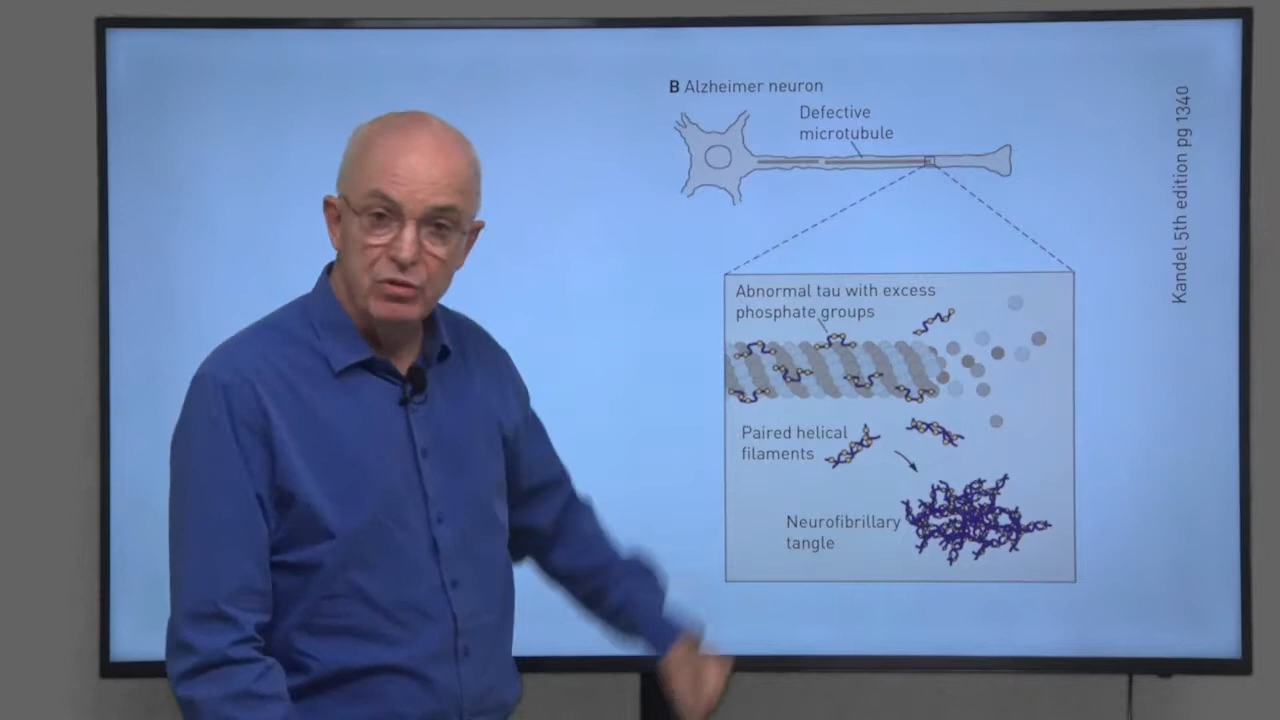 B Alzheimer neuron
Defective
microtubule
Abnormal tau with excess
phosphate groups
Paired helical
filaments
Neurofibrillary
tangle
Kandel 5th edition pg 1340